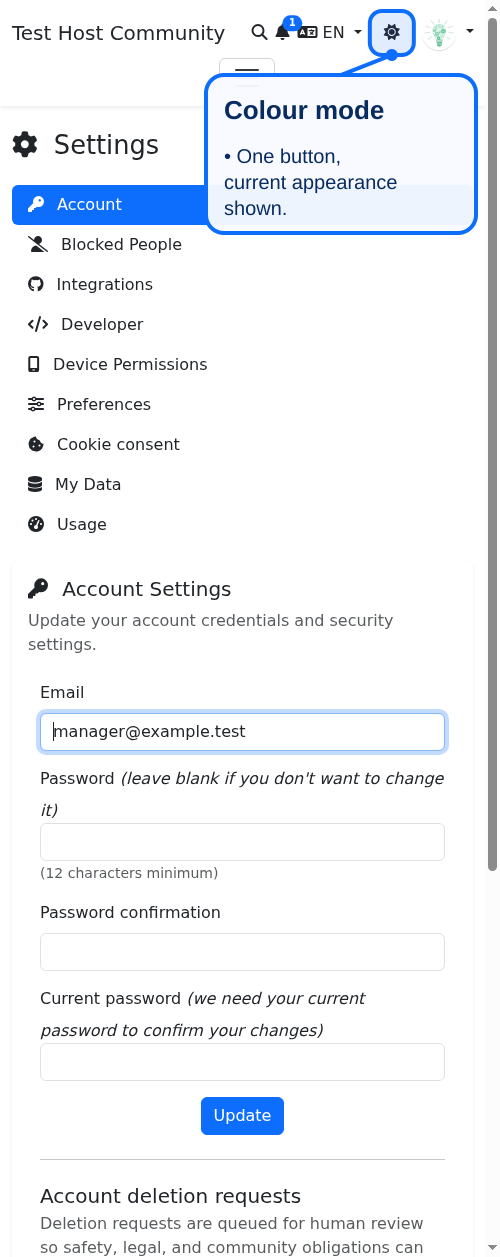 Test Host Community
1
EN
Colour mode
• One button,
current appearance
shown.
Settings
Account
Blocked People
Integrations
Developer
Device Permissions
Preferences
Cookie consent
My Data
Usage
Account Settings
Update your account credentials and security
settings.
Email
manager@example.test
Password (leave blank if you don't want to change
it)
(12 characters minimum)
Password confirmation
Current password (we need your current
password to confirm your changes)
Update
Account deletion requests
Deletion requests are queued for human review
so safety, legal, and community obligations can